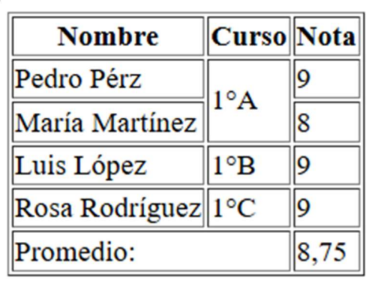 Nombre Curso Nota
Pedro Pérz 1°A 9
María Martínez 8
Luis López 1°B 9
Rosa Rodríguez 1°C 9
Promedio: 8,75